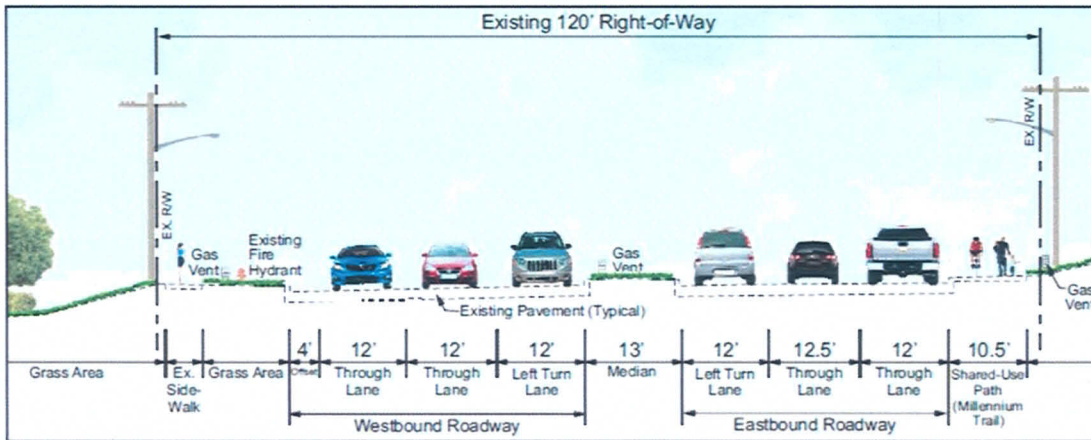 Existing 120' Right-of-Way
EX. R/W
EX. R/W
Gas
Vent
Existing
Fire
Hydrant
Gas
Vent
Gas
Vent
Existing Pavement (Typical)
4'
12'
12'
12'
13'
12'
12.5'
12'
10.5'
Grass Area
Ex.
Side-
Walk
Grass Area
Offset
Through
Lane
Through
Lane
Left Turn
Lane
Median
Left Turn
Lane
Through
Lane
Through
Lane
Shared-Use
Path
(Millennium
Trail)
Westbound Roadway
Eastbound Roadway